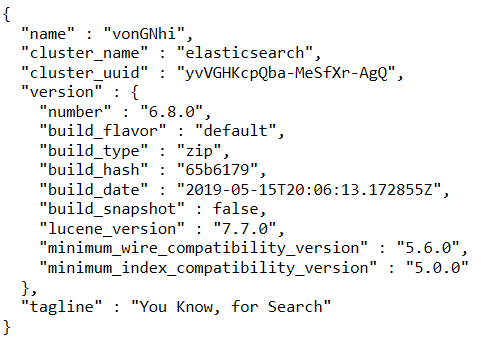 {
  "name" : "vonGNhi",
  "cluster_name" : "elasticsearch",
  "cluster_uuid" : "yvVGHKcpQba-MeSfXr-AgQ",
  "version" : {
    "number" : "6.8.0",
    "build_flavor" : "default",
    "build_type" : "zip",
    "build_hash" : "65b6179",
    "build_date" : "2019-05-15T20:06:13.172855Z",
    "build_snapshot" : false,
    "lucene_version" : "7.7.0",
    "minimum_wire_compatibility_version" : "5.6.0",
    "minimum_index_compatibility_version" : "5.0.0"
  },
  "tagline" : "You Know, for Search"
}